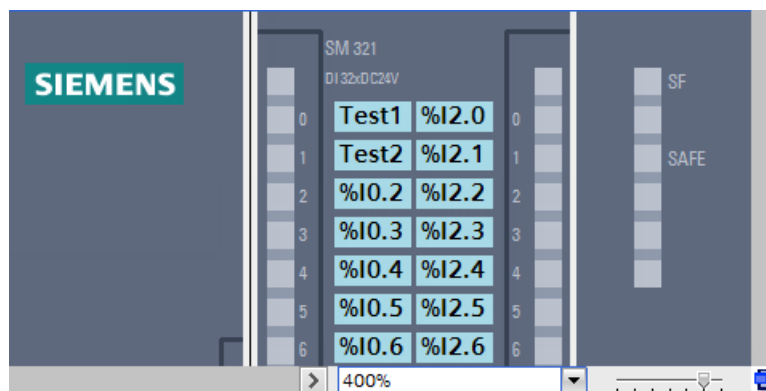 SM 321
SIEMENS
DI 32xDC24V
SF
0 Test1 %I2.0 0
1 Test2 %I2.1 1 SAFE
2 %I0.2 %I2.2 2
3 %I0.3 %I2.3 3
4 %I0.4 %I2.4 4
5 %I0.5 %I2.5 5
6 %I0.6 %I2.6 6
400%